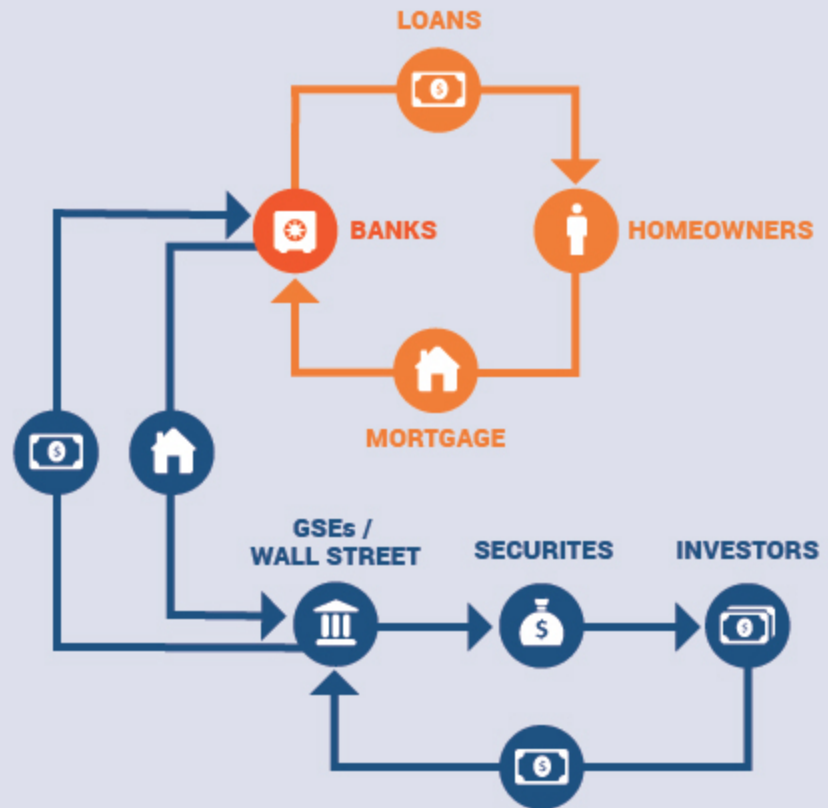 LOANS
BANKS
HOMEOWNERS
MORTGAGE
GSEs /
WALL STREET
SECURITES
INVESTORS
$
$
$
$
$